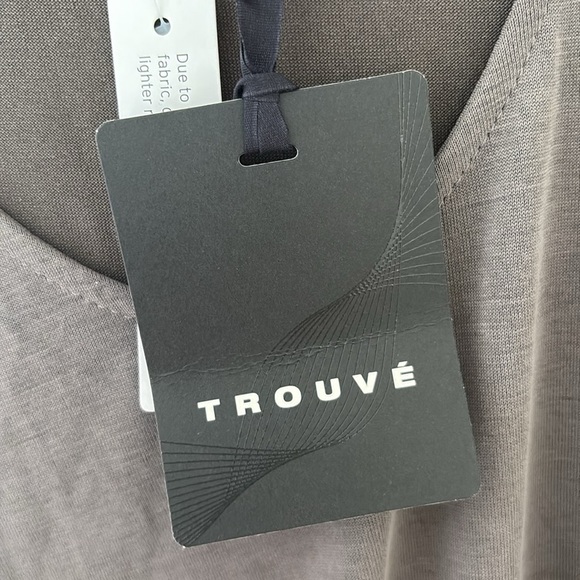 Due to
fabric,
lighter
TROUVÉ